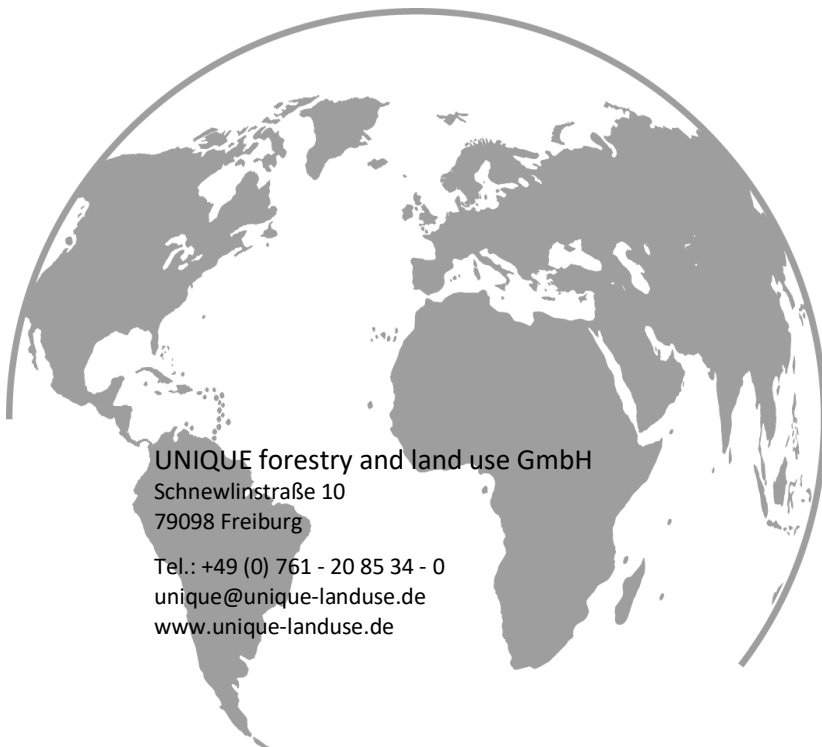 UNIQUE forestry and land use GmbH
Schnewlinstraße 10
79098 Freiburg
Tel.: +49 (0) 761 - 20 85 34 - 0
unique@unique-landuse.de
www.unique-landuse.de